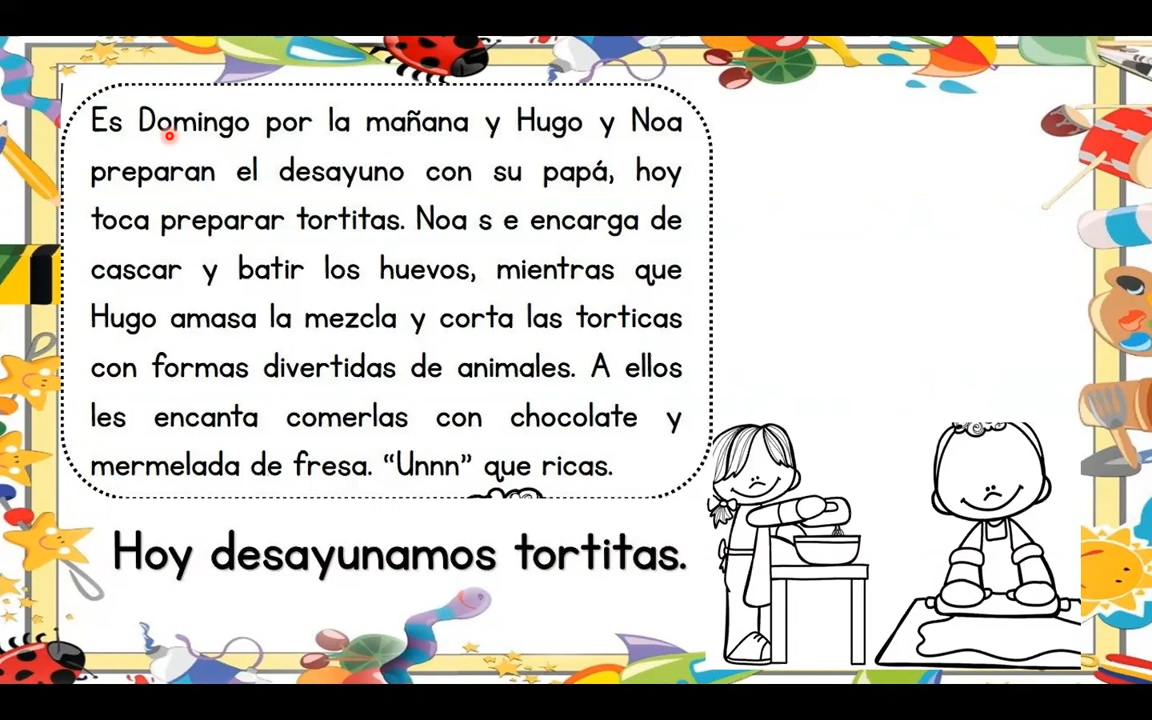 Es Domingo por la mañana y Hugo y Noa
preparan el desayuno con su papá, hoy
toca preparar tortitas. Noa s e encarga de
cascar y batir los huevos, mientras que
Hugo amasa la mezcla y corta las torticas
con formas divertidas de animales. A ellos
les encanta comerlas con chocolate y
mermelada de fresa. “Unnn” que ricas.
Hoy desayunamos tortitas.